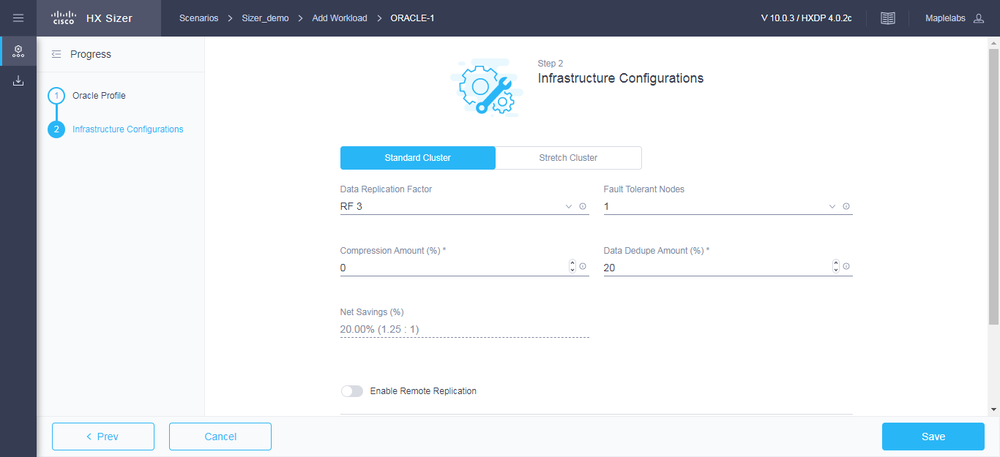 cisco HX Sizer Scenarios > Sizer_demo > Add Workload > ORACLE-1 V 10.0.3 / HXDP 4.0.2c Maplelabs
Progress
1 Oracle Profile
2 Infrastructure Configurations
Step 2
Infrastructure Configurations
Standard Cluster Stretch Cluster
Data Replication Factor Fault Tolerant Nodes
RF 3 1
Compression Amount (%) * Data Dedupe Amount (%) *
0 20
Net Savings (%)
20.00% (1.25 : 1)
Enable Remote Replication
< Prev Cancel Save